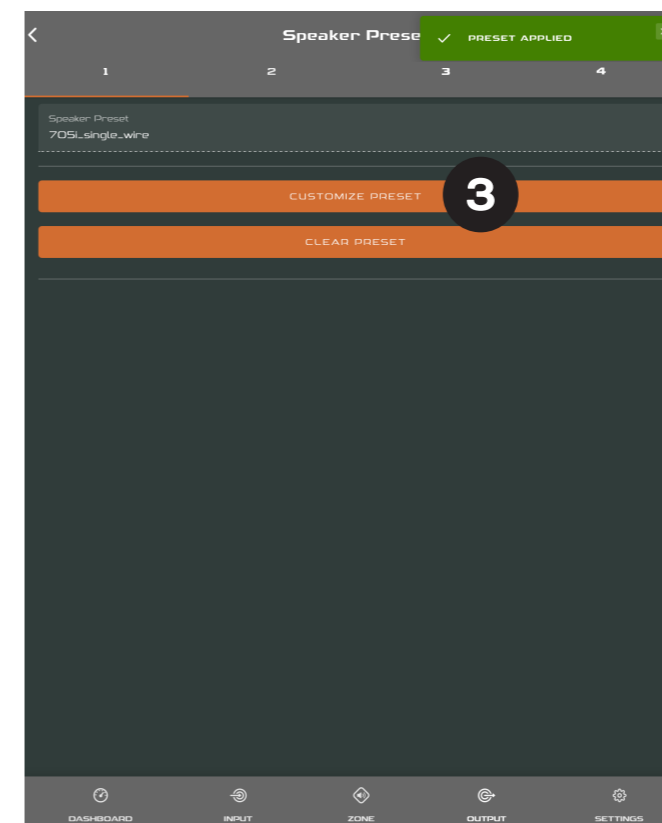 Speaker Prese
PRESET APPLIED
1 2 3 4
Speaker Preset
705i_single_wire
CUSTOMIZE PRESET
3
CLEAR PRESET
DASHBOARD INPUT ZONE OUTPUT SETTINGS